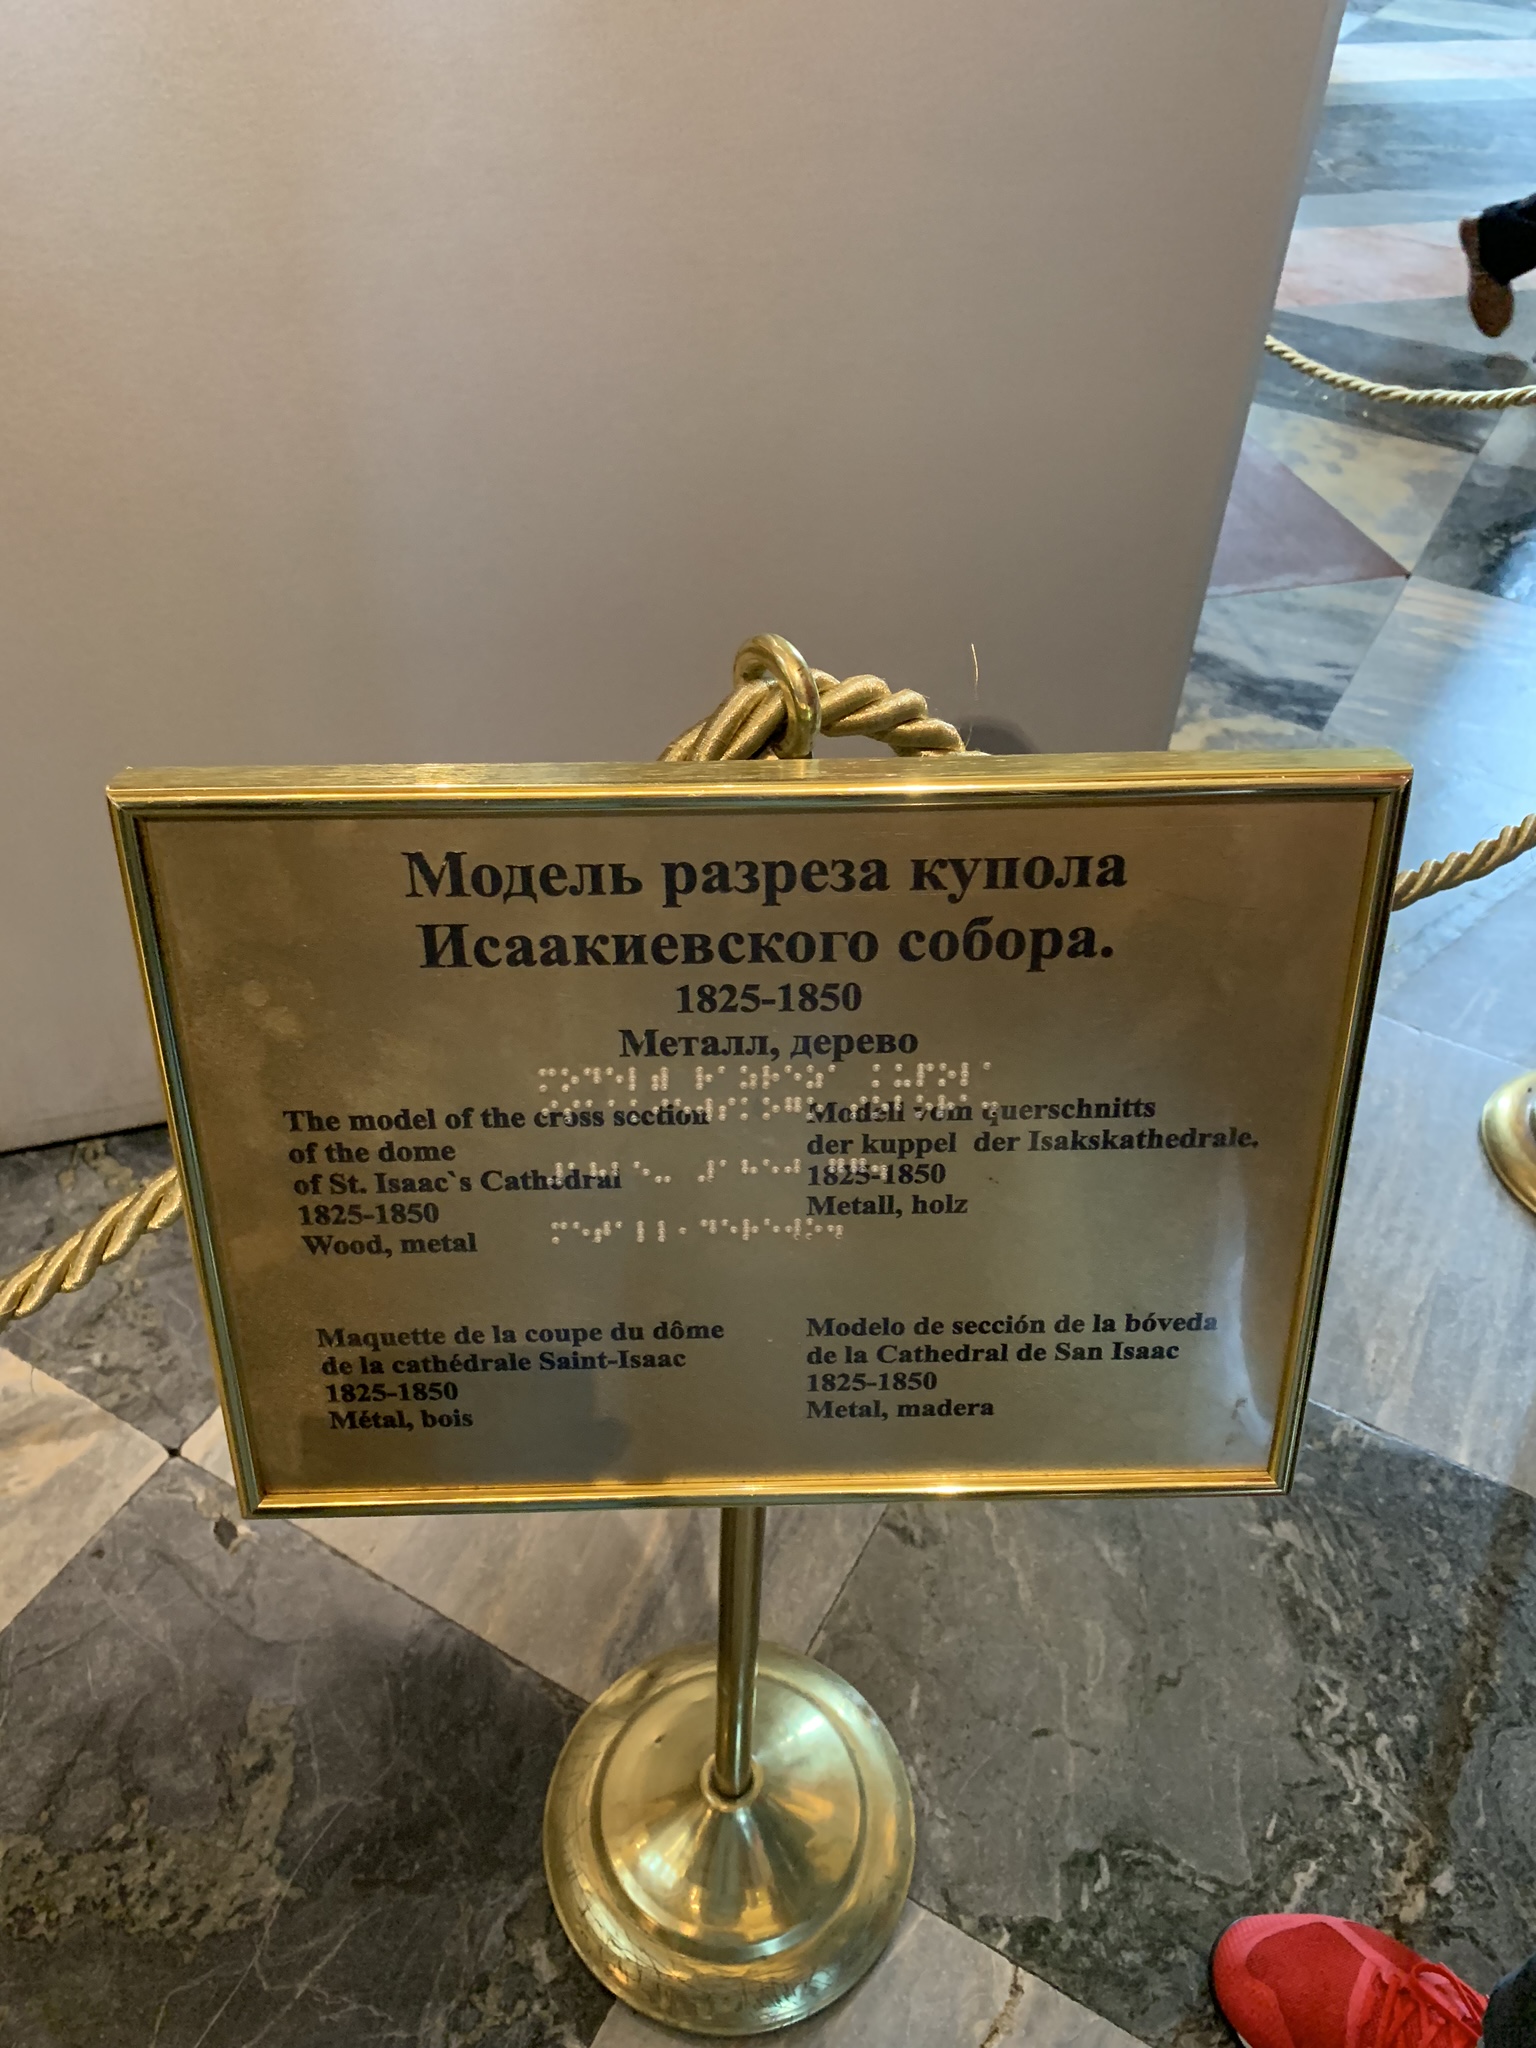 Модель разреза купола
Исаакиевского собора.
1825-1850
Металл, дерево
The model of the cross section
of the dome
of St. Isaac`s Cathedral
1825-1850
Wood, metal
Modell vom querschnitts
der kuppel der Isakskathedrale.
1825-1850
Metall, holz
Maquette de la coupe du dôme
de la cathédrale Saint-Isaac
1825-1850
Métal, bois
Modelo de sección de la bóveda
de la Cathedral de San Isaac
1825-1850
Metal, madera